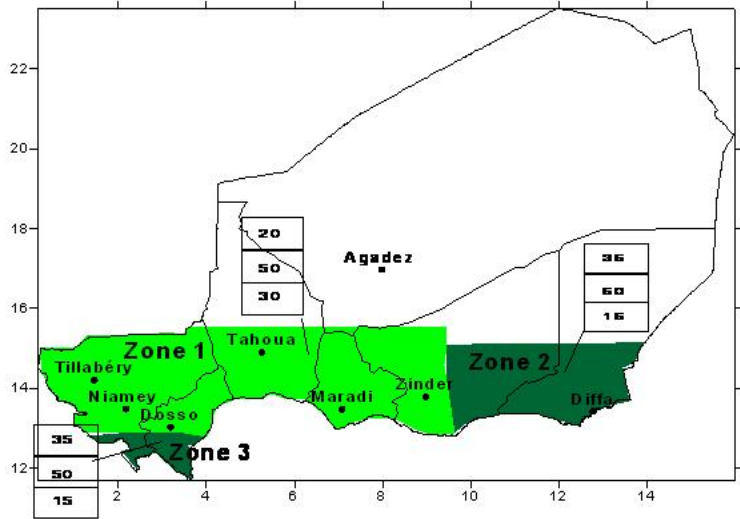 22
20
18
20
Agadez
50
36
30
60
16
16
Zone 1
Tahoua
Zone 2
Tillabéry
14
Niamey
Maradi
Zinder
Diffa
Dosso
35
Zone 3
12
50
15
2
4
6
8
10
12
14